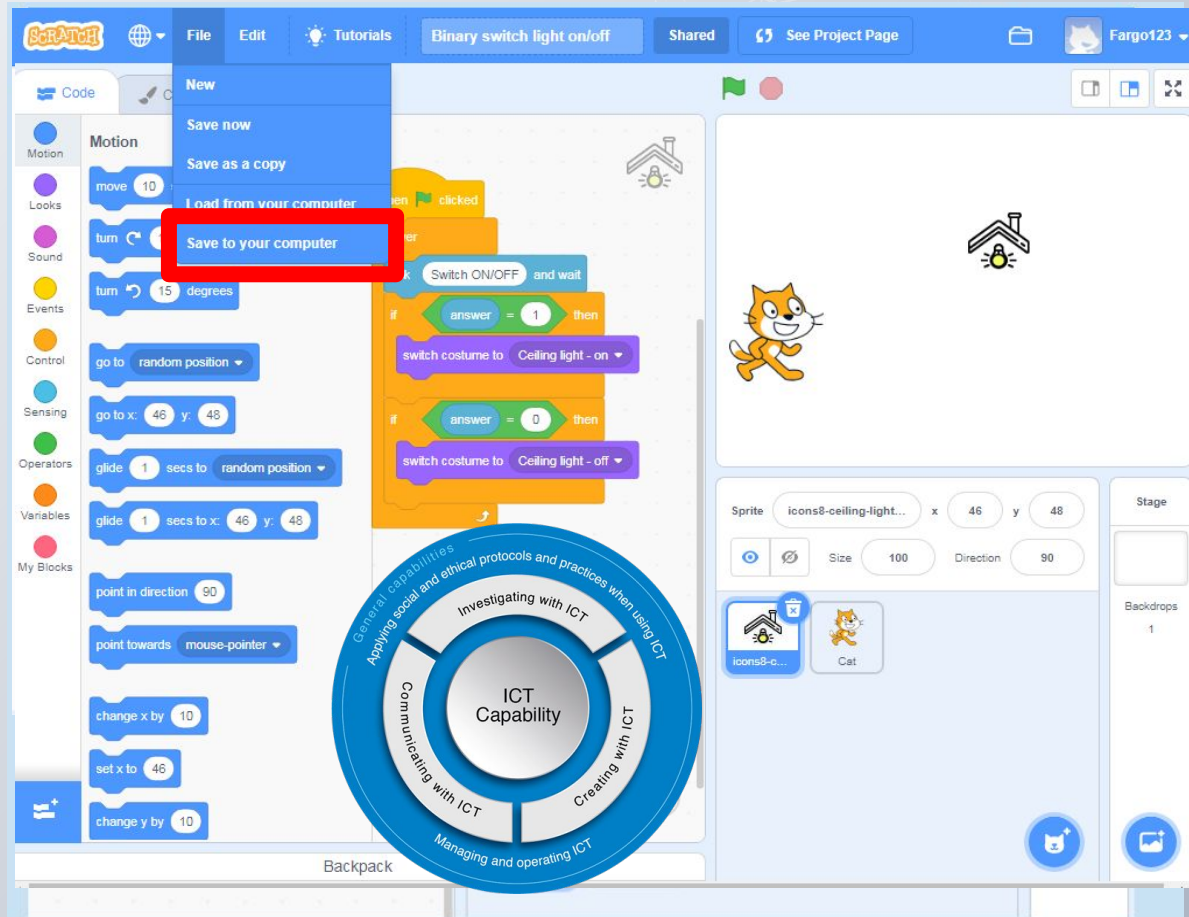 SCRATCH
File Edit Tutorials Binary switch light on/off Shared See Project Page Fargo123
Code
New
Save now
Save as a copy
Load from your computer
Save to your computer
Motion
Looks
Sound
Events
Control
Sensing
Operators
Variables
My Blocks
Motion
move 10
turn
turn 15 degrees
go to random position
go to x: 46 y: 48
glide 1 secs to random position
glide 1 secs to x: 46 y: 48
point in direction 90
point towards mouse-pointer
change x by 10
set x to 46
change y by 10
clicked
Switch ON/OFF and wait
if answer = 1 then
switch costume to Ceiling light - on
if answer = 0 then
switch costume to Ceiling light - off
Sprite icons8-ceiling-light... x 46 y 48
Size 100 Direction 90
icons8-c...
Cat
Stage
Backdrops
1
General capabilities
Applying social and ethical protocols and practices when using ICT
Investigating with ICT
Communicating with ICT
Creating with ICT
ICT
Capability
Managing and operating ICT
Backpack